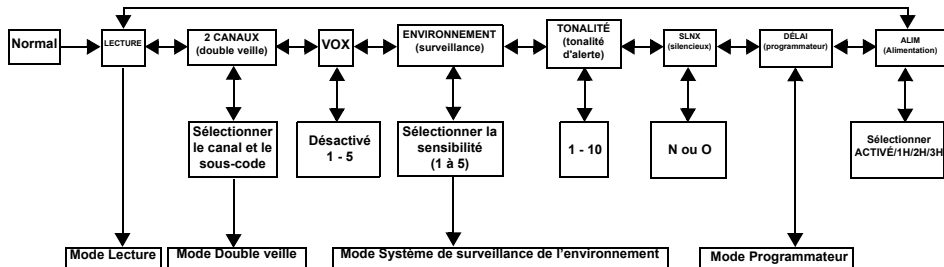 Normal
LECTURE
2 CANAUX
(double veille)
VOX
ENVIRONNEMENT
(surveillance)
TONALITÉ
(tonalité
d'alerte)
SLNX
(silencieux)
DÉLAI
(programmateur)
ALIM
(Alimentation)
Sélectionner
le canal et le
sous-code
Désactivé
1 - 5
Sélectionner la
sensibilité
(1 à 5)
1 - 10
N ou O
Sélectionner
ACTIVÉ/1H/2H/3H
Mode Lecture
Mode Double veille
Mode Système de surveillance de l’environnement
Mode Programmateur